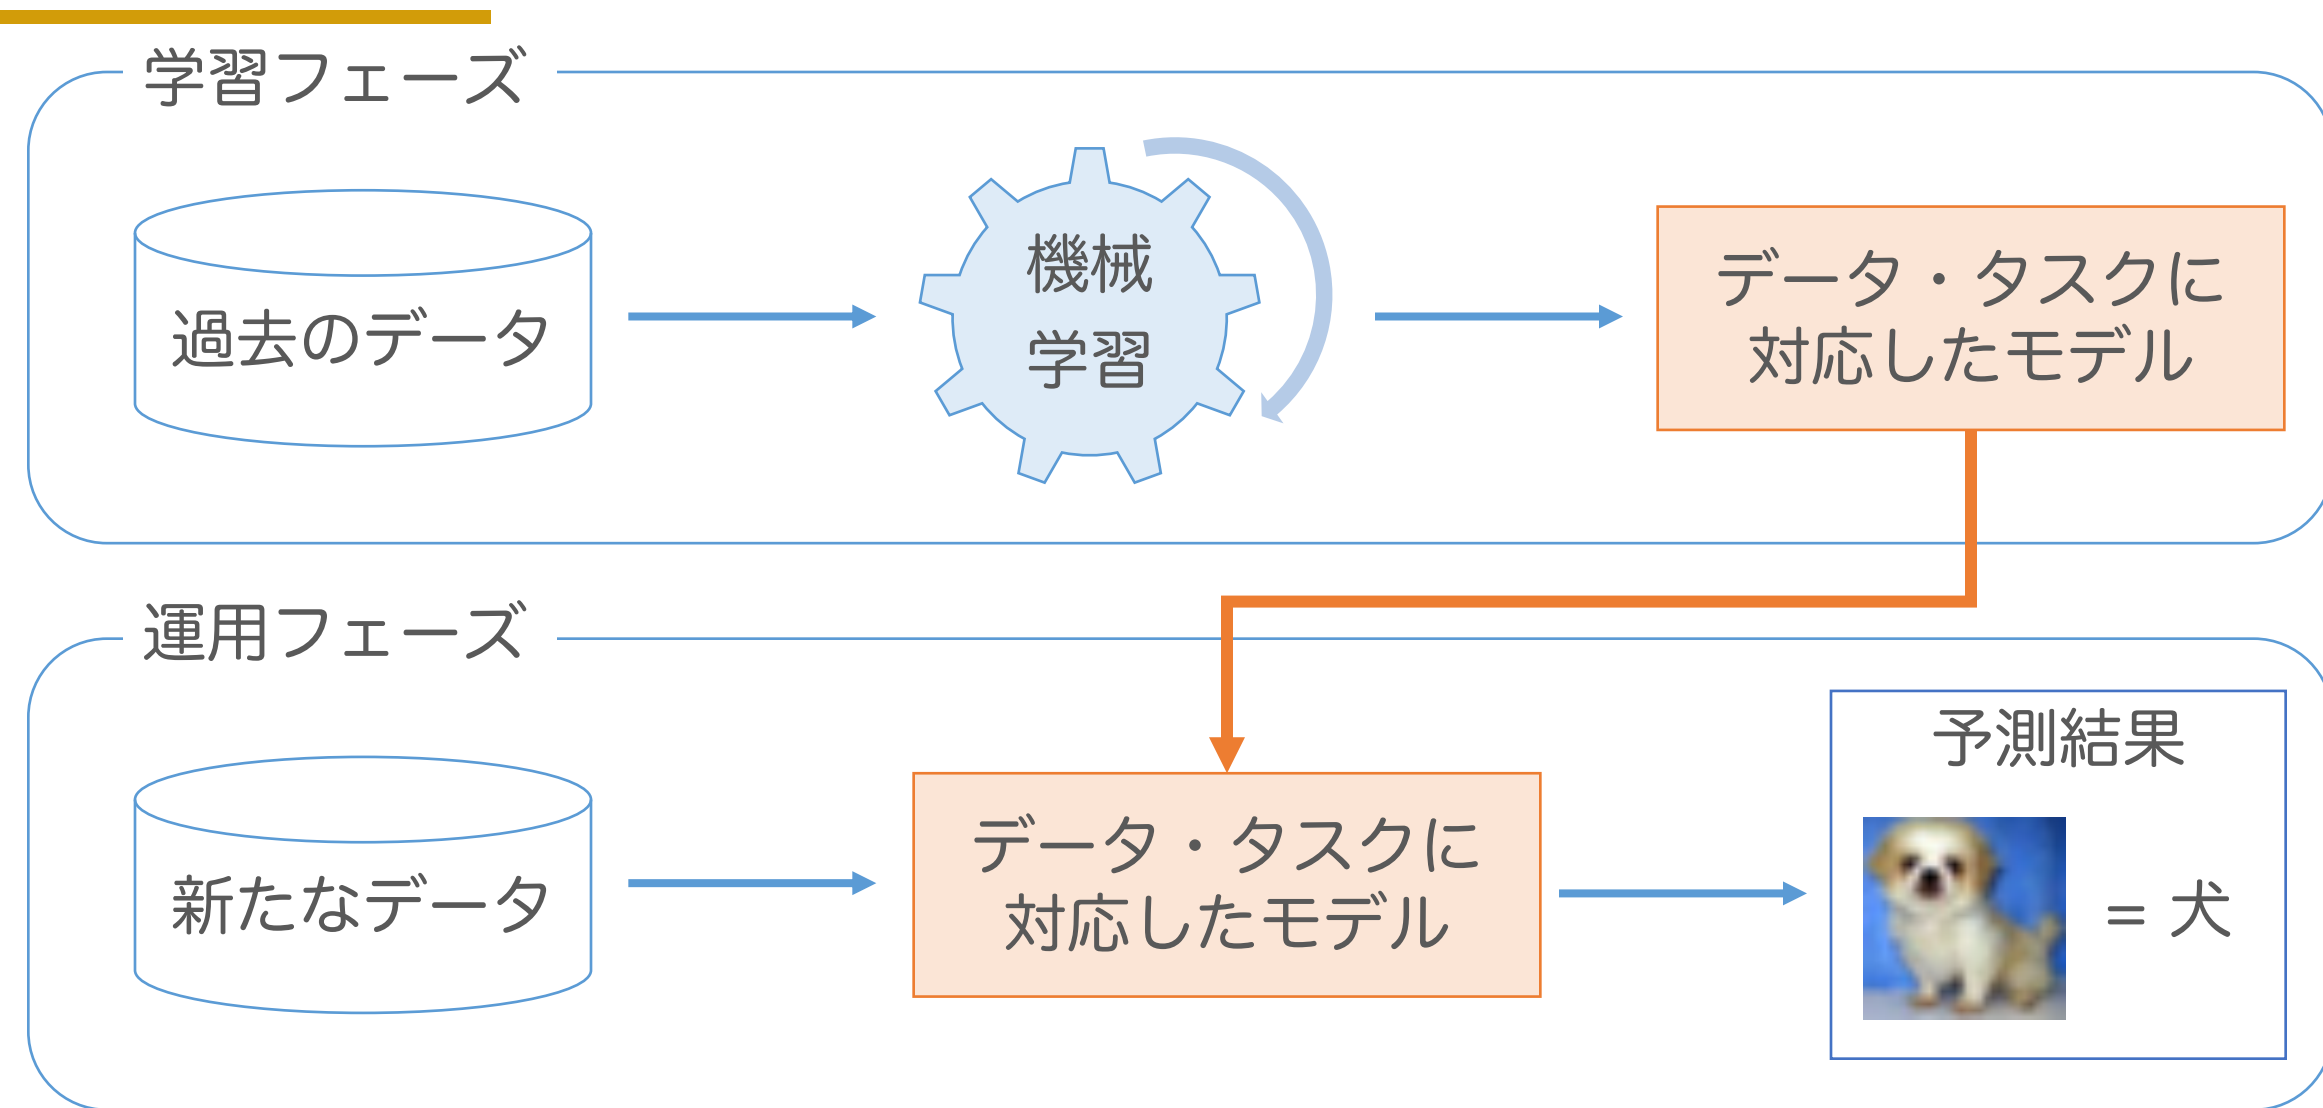 学習フェーズ
過去のデータ
機械
学習
データ・タスクに
対応したモデル
運用フェーズ
新たなデータ
データ・タスクに
対応したモデル
予測結果
= 犬